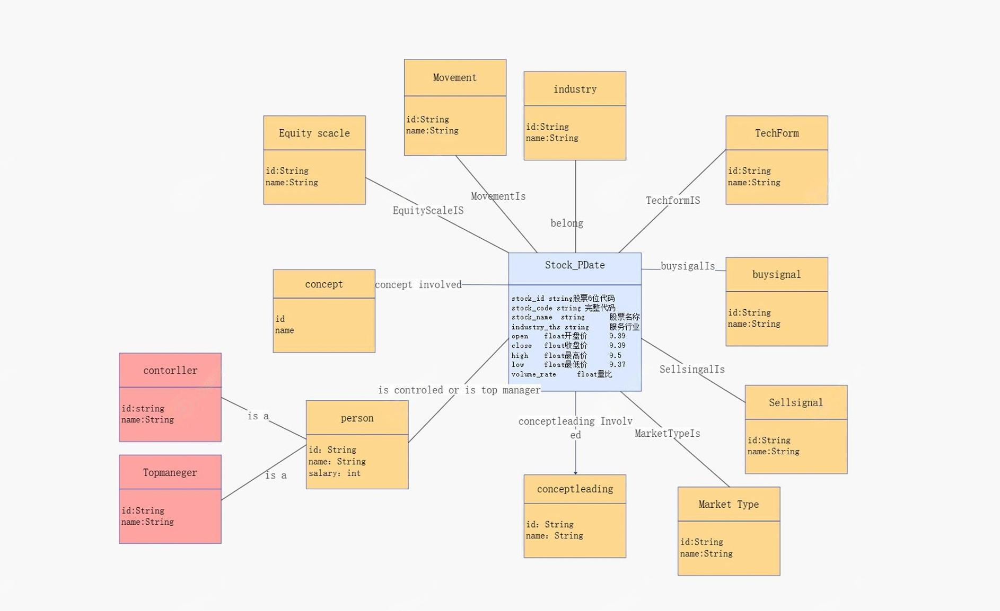 Movement
id:String
name:String
industry
id:String
name:String
Equity scacle
id:String
name:String
TechForm
id:String
name:String
MovementIs
EquityScaleIS
TechformIS
belong
Stock_PDate
stock_id string股票6位代码
stock_code string 完整代码
stock_name string 股票名称
industry_ths string 服务行业
open float开盘价 9.39
close float收盘价 9.39
high float最高价 9.5
low float最低价 9.37
volume_rate float量比
buysigalIs
buysignal
id:String
name:String
concept
id
name
concept involved
SellsingalIs
Sellsignal
id:String
name:String
contorller
id:string
name:String
is a
is controled or is top manager
person
id: String
name: String
salary: int
Topmaneger
id:String
name:String
is a
conceptleading Involv
ed
MarketTypeIs
conceptleading
id: String
name: String
Market Type
id:String
name:String